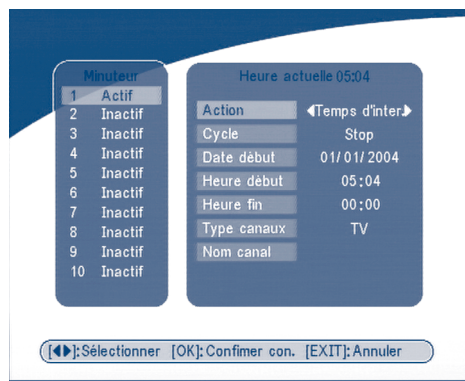 Minuteur
1 Actif
2 Inactif
3 Inactif
4 Inactif
5 Inactif
6 Inactif
7 Inactif
8 Inactif
9 Inactif
10 Inactif
Heure actuelle 05:04
Action ◀Temps d'inter.▶
Cycle Stop
Date début 01/01/2004
Heure début 05:04
Heure fin 00:00
Type canaux TV
Nom canal
[◀▶]:Sélectionner [OK]:Confimer con. [EXIT]:Annuler